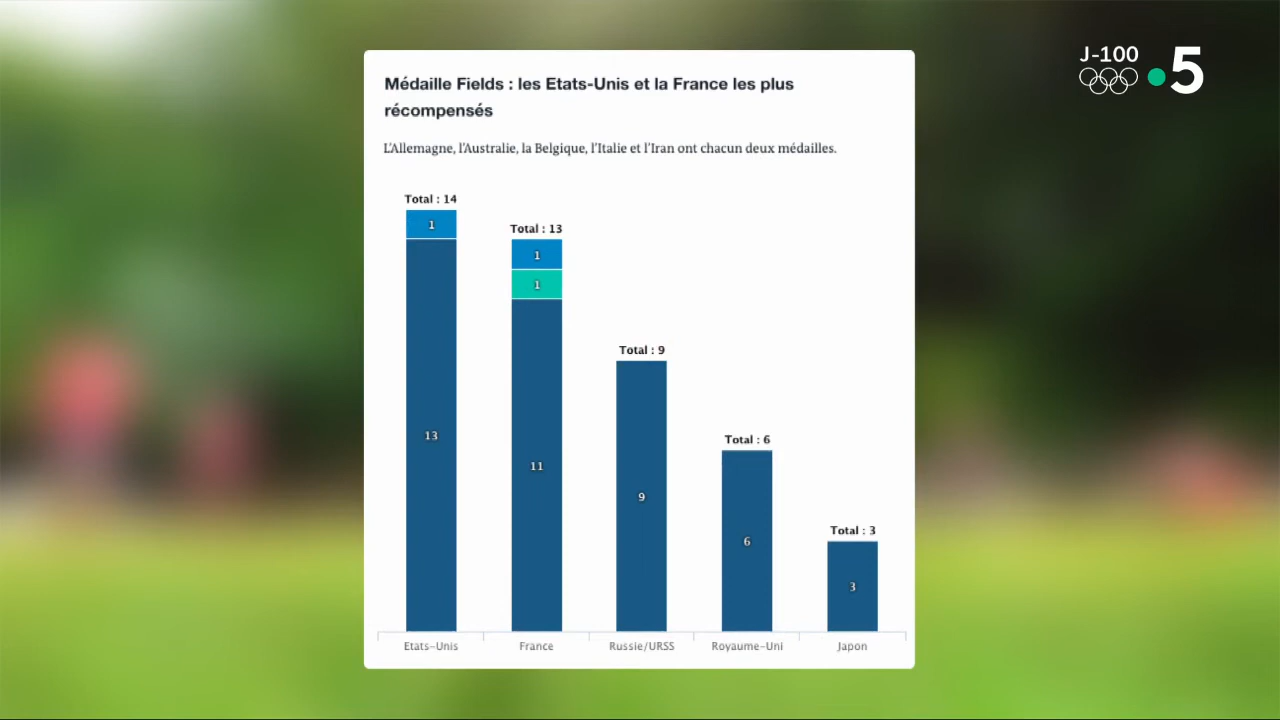 J-100
5
Médaille Fields : les Etats-Unis et la France les plus
récompensés
L'Allemagne, l'Australie, la Belgique, l'Italie et l'Iran ont chacun deux médailles.
Total : 14
1
13
Total : 13
1
1
11
Total : 9
9
Total : 6
6
Total : 3
3
Etats-Unis
France
Russie/URSS
Royaume-Uni
Japon